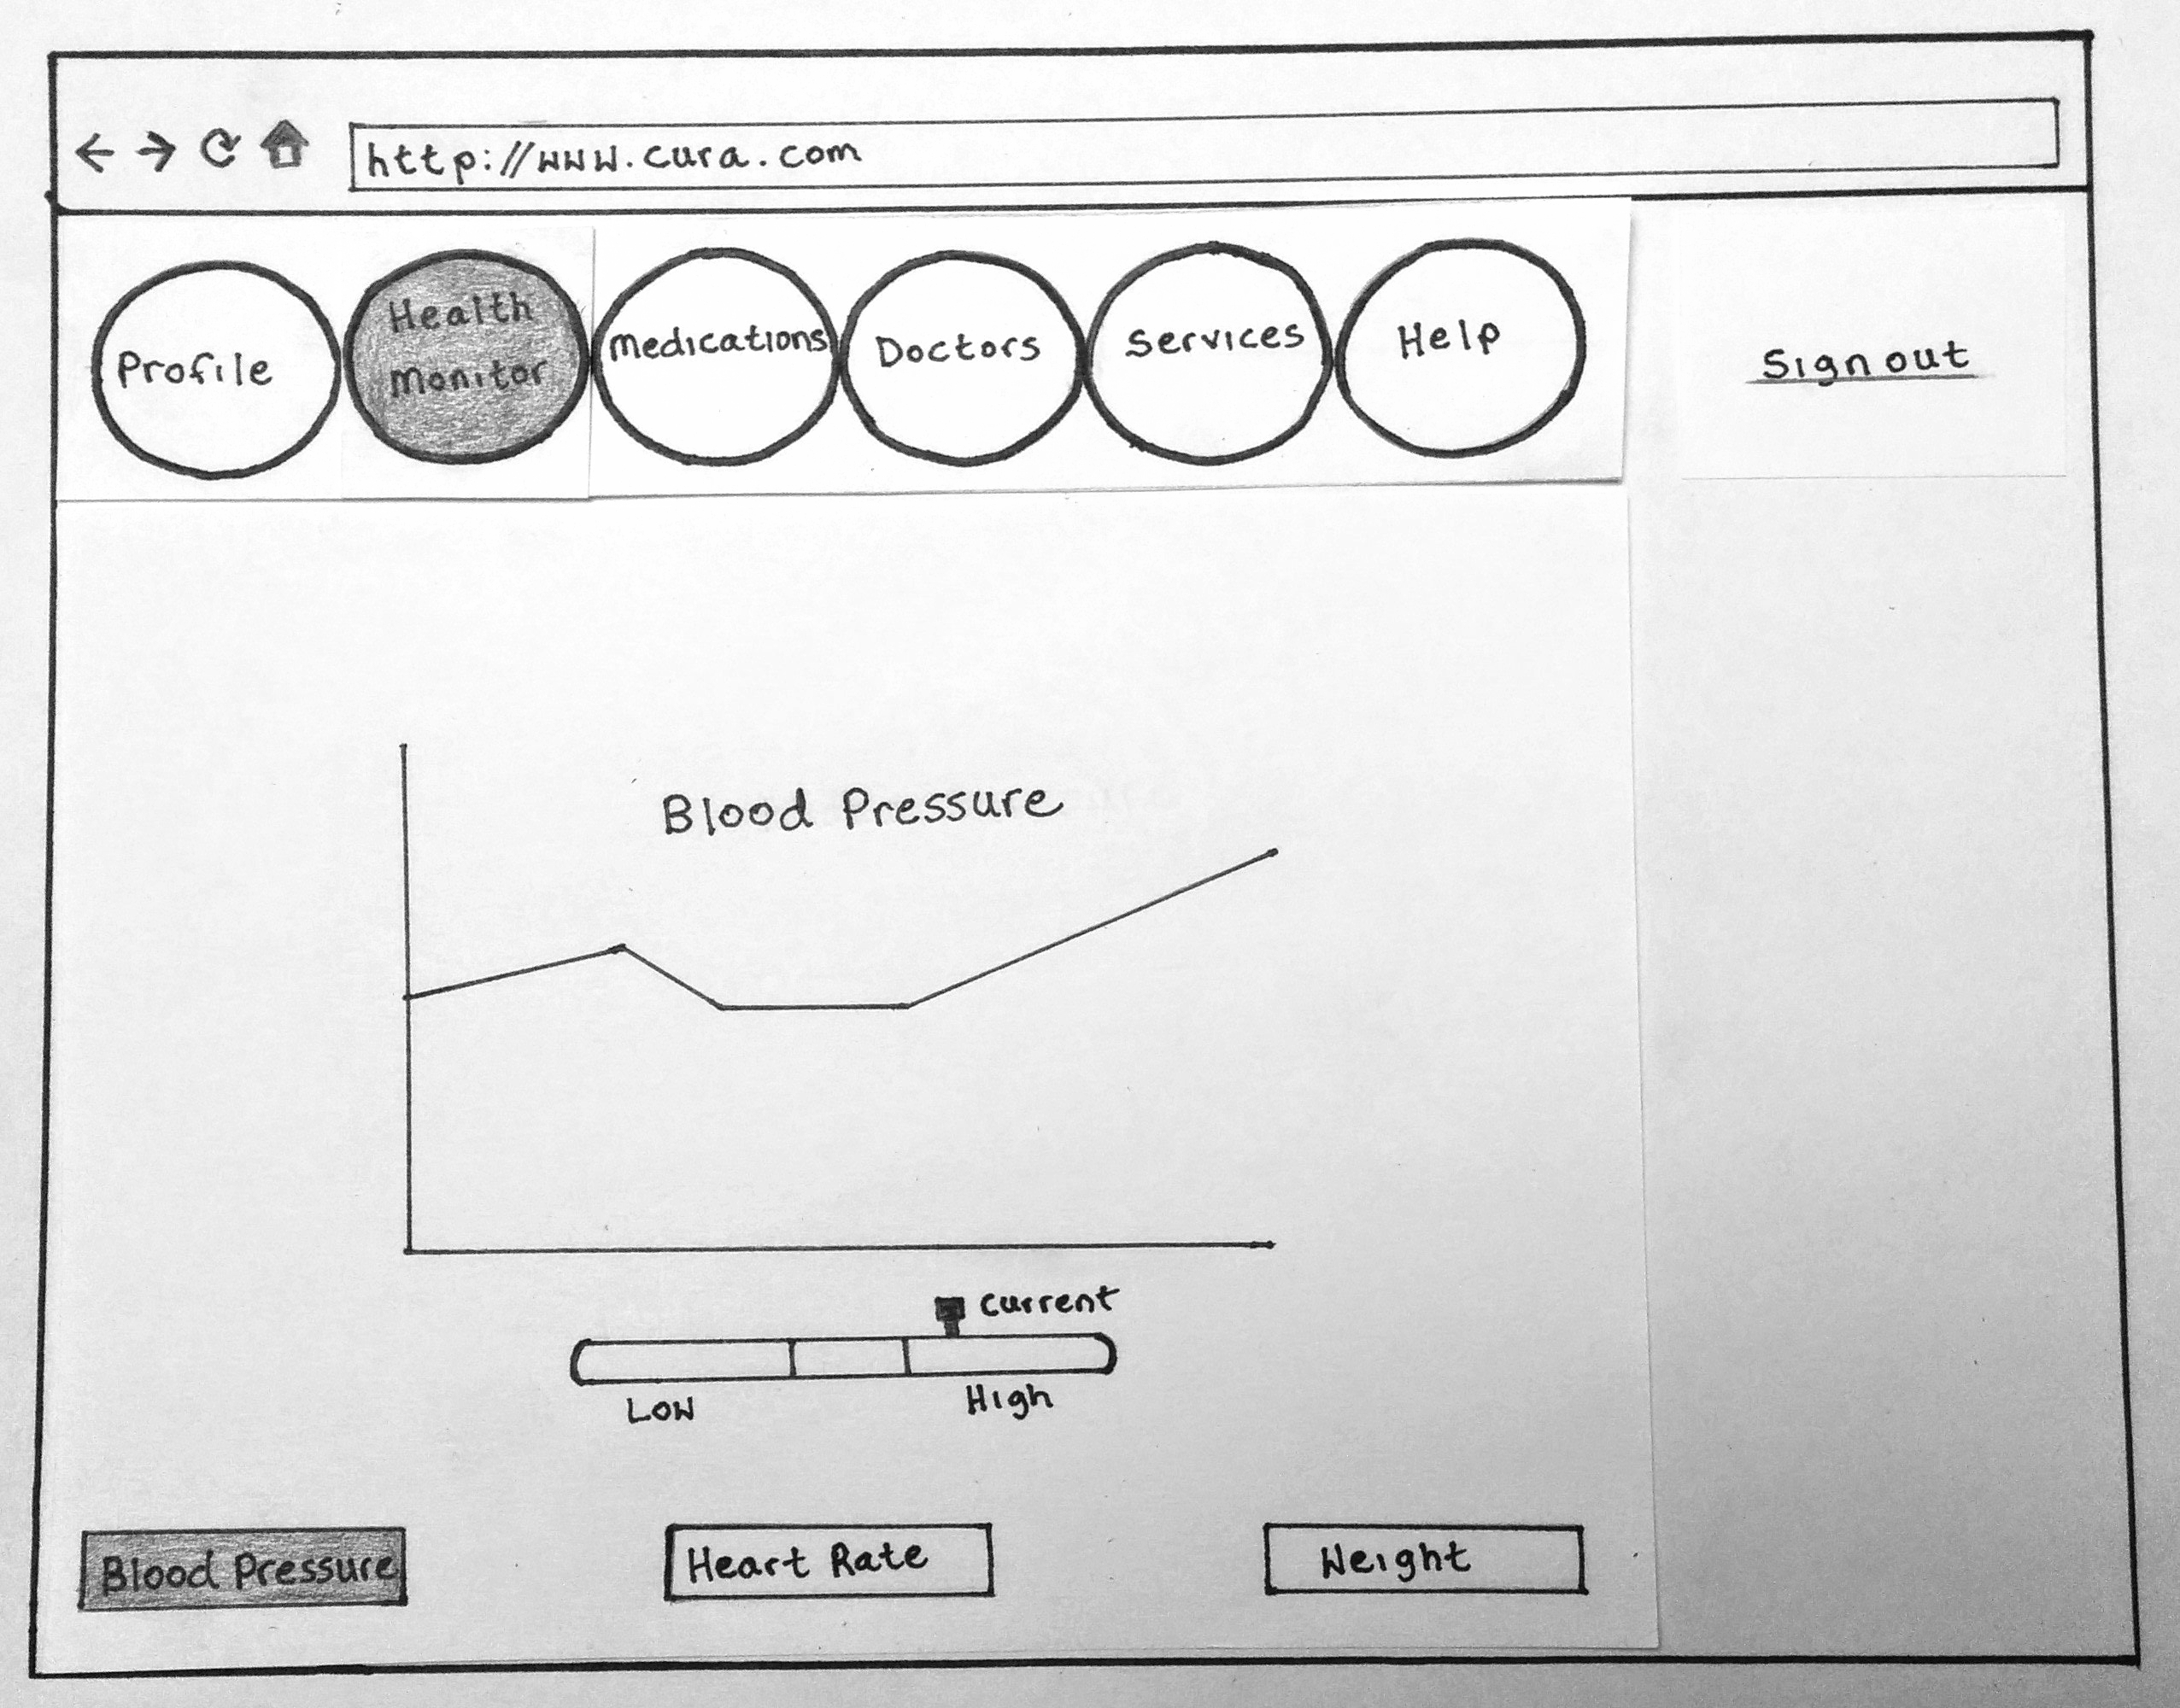 http://www.cura.com
Profile
Health
Monitor
Medications
Doctors
Services
Help
Sign out
Blood Pressure
Current
Low
High
Blood Pressure
Heart Rate
Weight